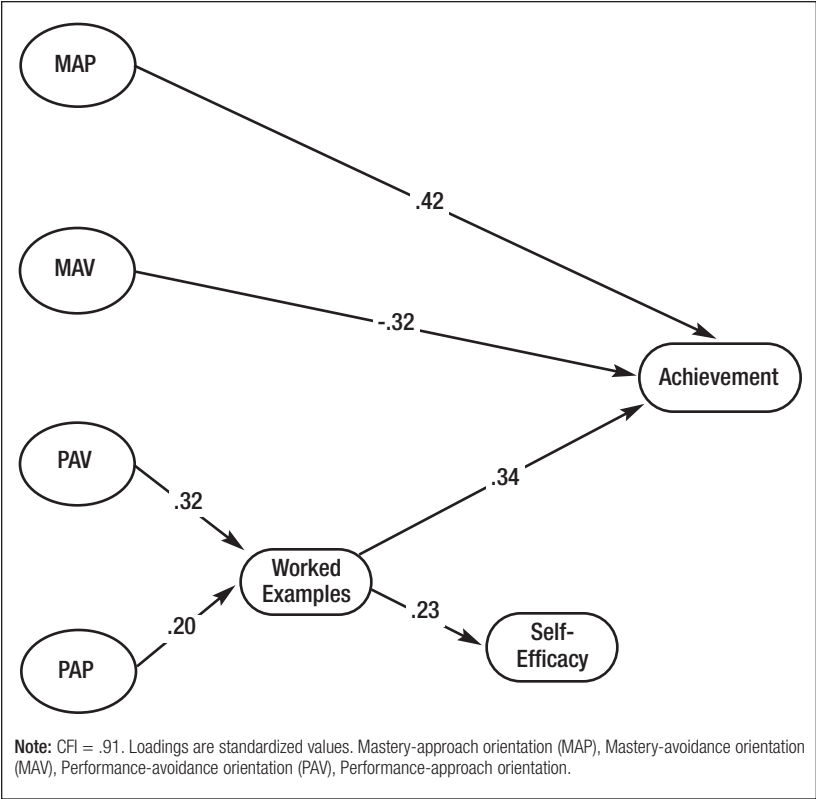 MAP
.42
MAV
-.32
Achievement
PAV
.32
.34
Worked
Examples
.23
.20
Self-
Efficacy
PAP
Note: CFI = .91. Loadings are standardized values. Mastery-approach orientation (MAP), Mastery-avoidance orientation
(MAV), Performance-avoidance orientation (PAV), Performance-approach orientation.